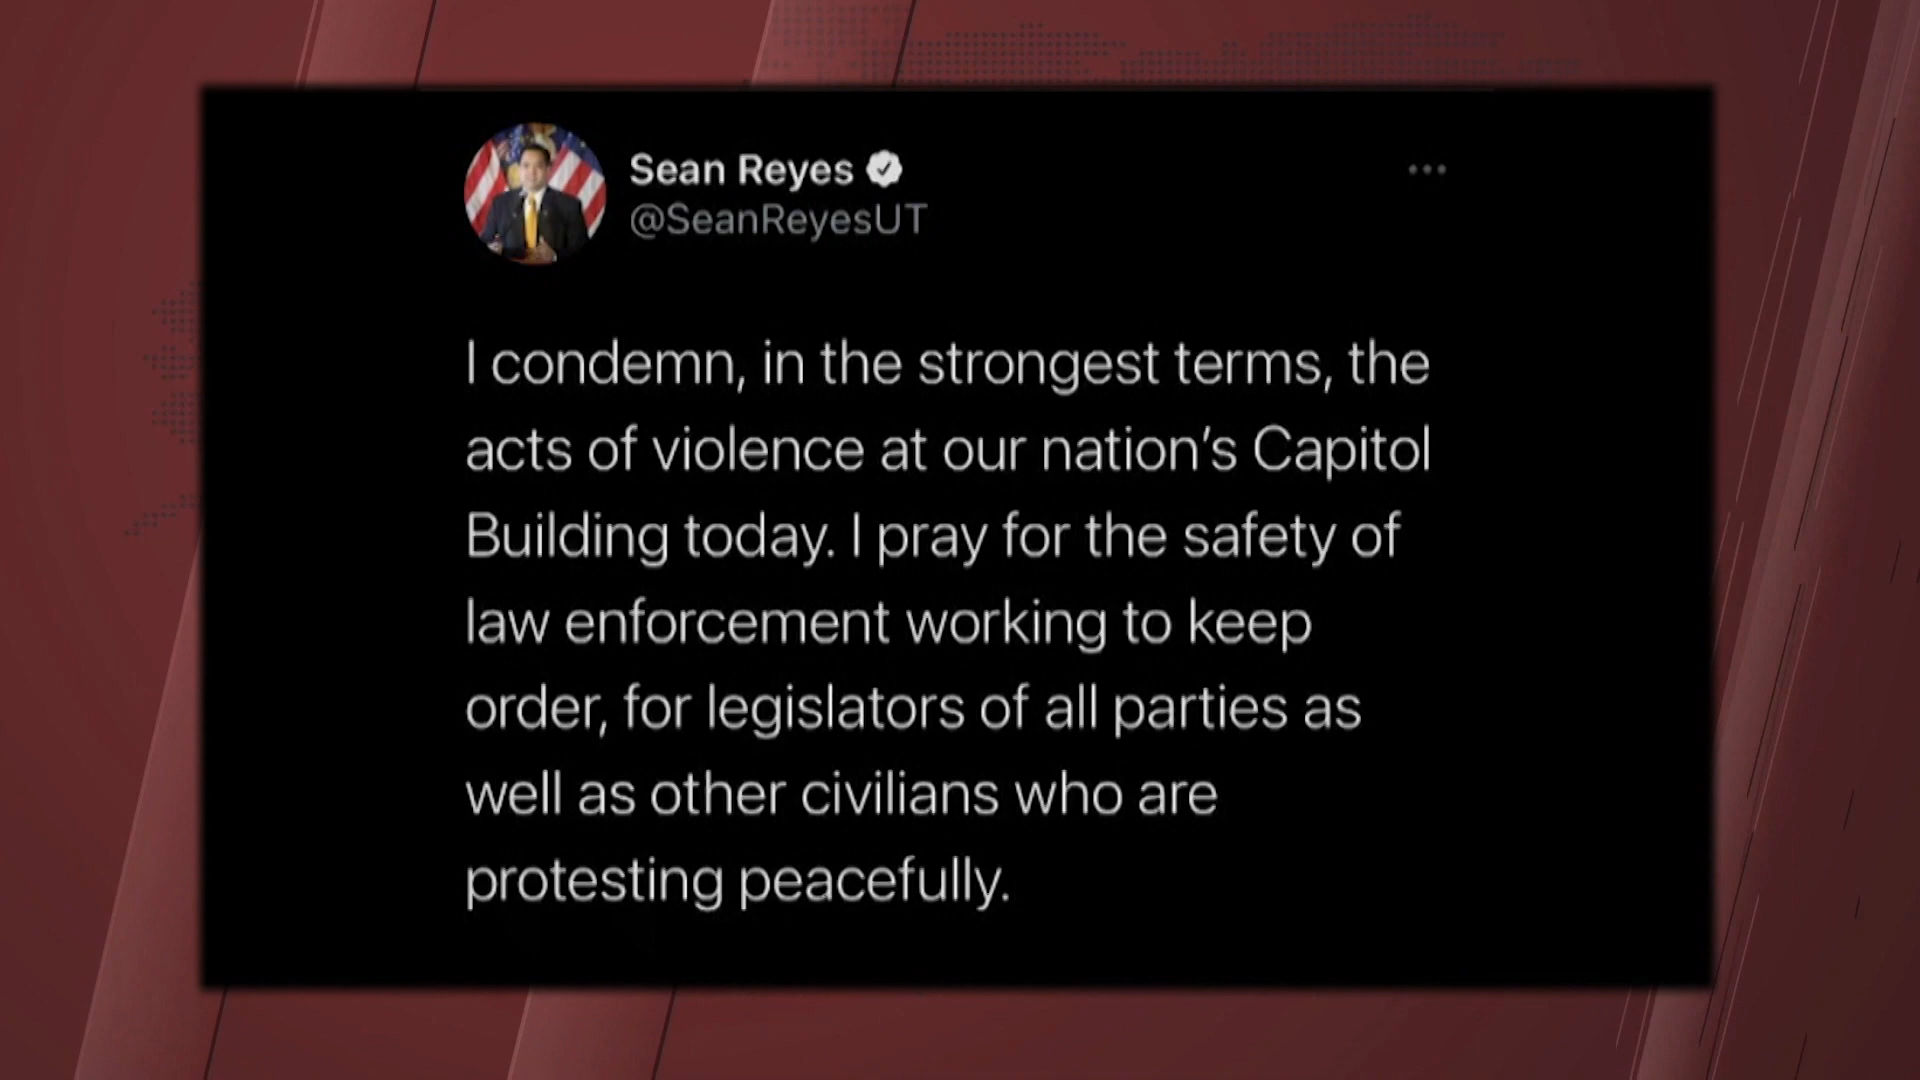 Sean Reyes
@SeanReyesUT
I condemn, in the strongest terms, the
acts of violence at our nation’s Capitol
Building today. I pray for the safety of
law enforcement working to keep
order, for legislators of all parties as
well as other civilians who are
protesting peacefully.